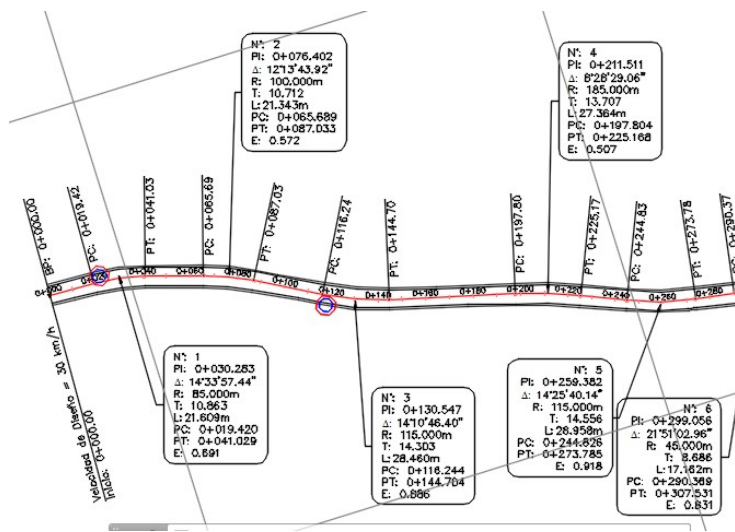 N°: 2
PI: 0+076.402
Δ: 12°13'43.92"
R: 100.000m
T: 10.712
L:21.343m
PC: 0+065.689
PT: 0+087.033
E: 0.572
N°: 4
PI: 0+211.511
Δ: 8°28'29.06"
R: 185.000m
T: 13.707
L:27.364m
PC: 0+197.804
PT: 0+225.168
E: 0.507
BP: 0+000.00
PC: 0+019.42
PT: 0+041.03
PC: 0+065.69
PT: 0+087.03
PC: 0+116.24
PT: 0+144.70
PC: 0+197.80
PT: 0+225.17
PC: 0+244.83
PT: 0+273.78
PC: 0+290.37
0+000
0+020
0+040
0+060
0+080
0+100
0+120
0+140
0+160
0+180
0+200
0+220
0+240
0+260
0+280
Velocidad de Diseño = 30 km/h
Inicio: 0+000.00
N°: 1
PI: 0+030.283
Δ: 14°33'57.44"
R: 85.000m
T: 10.863
L:21.609m
PC: 0+019.420
PT: 0+041.029
E: 0.691
N°: 3
PI: 0+130.547
Δ: 14°10'46.40"
R: 115.000m
T: 14.303
L:28.460m
PC: 0+116.244
PT: 0+144.704
E: 0.886
N°: 5
PI: 0+259.382
Δ: 14°25'40.14"
R: 115.000m
T: 14.556
L:28.958m
PC: 0+244.826
PT: 0+273.785
E: 0.918
N°: 6
PI: 0+299.056
Δ: 21°51'02.96"
R: 45.000m
T: 8.686
L:17.162m
PC: 0+290.369
PT: 0+307.531
E: 0.831